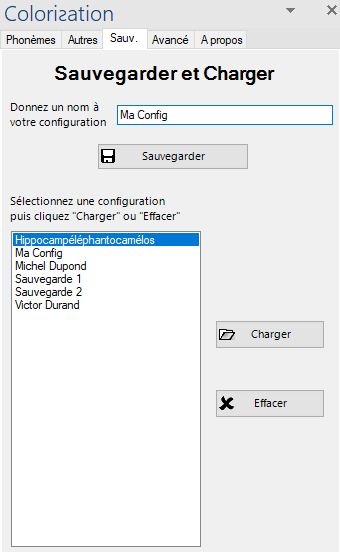 Colorization
Phonèmes Autres Sauv. Avancé A propos
Sauvegarder et Charger
Donnez un nom à
votre configuration
Ma Config
Sauvegarder
Sélectionnez une configuration
puis cliquez "Charger" ou "Effacer"
Hippocampéléphantocamélos
Ma Config
Michel Dupond
Sauvegarde 1
Sauvegarde 2
Victor Durand
Charger
Effacer